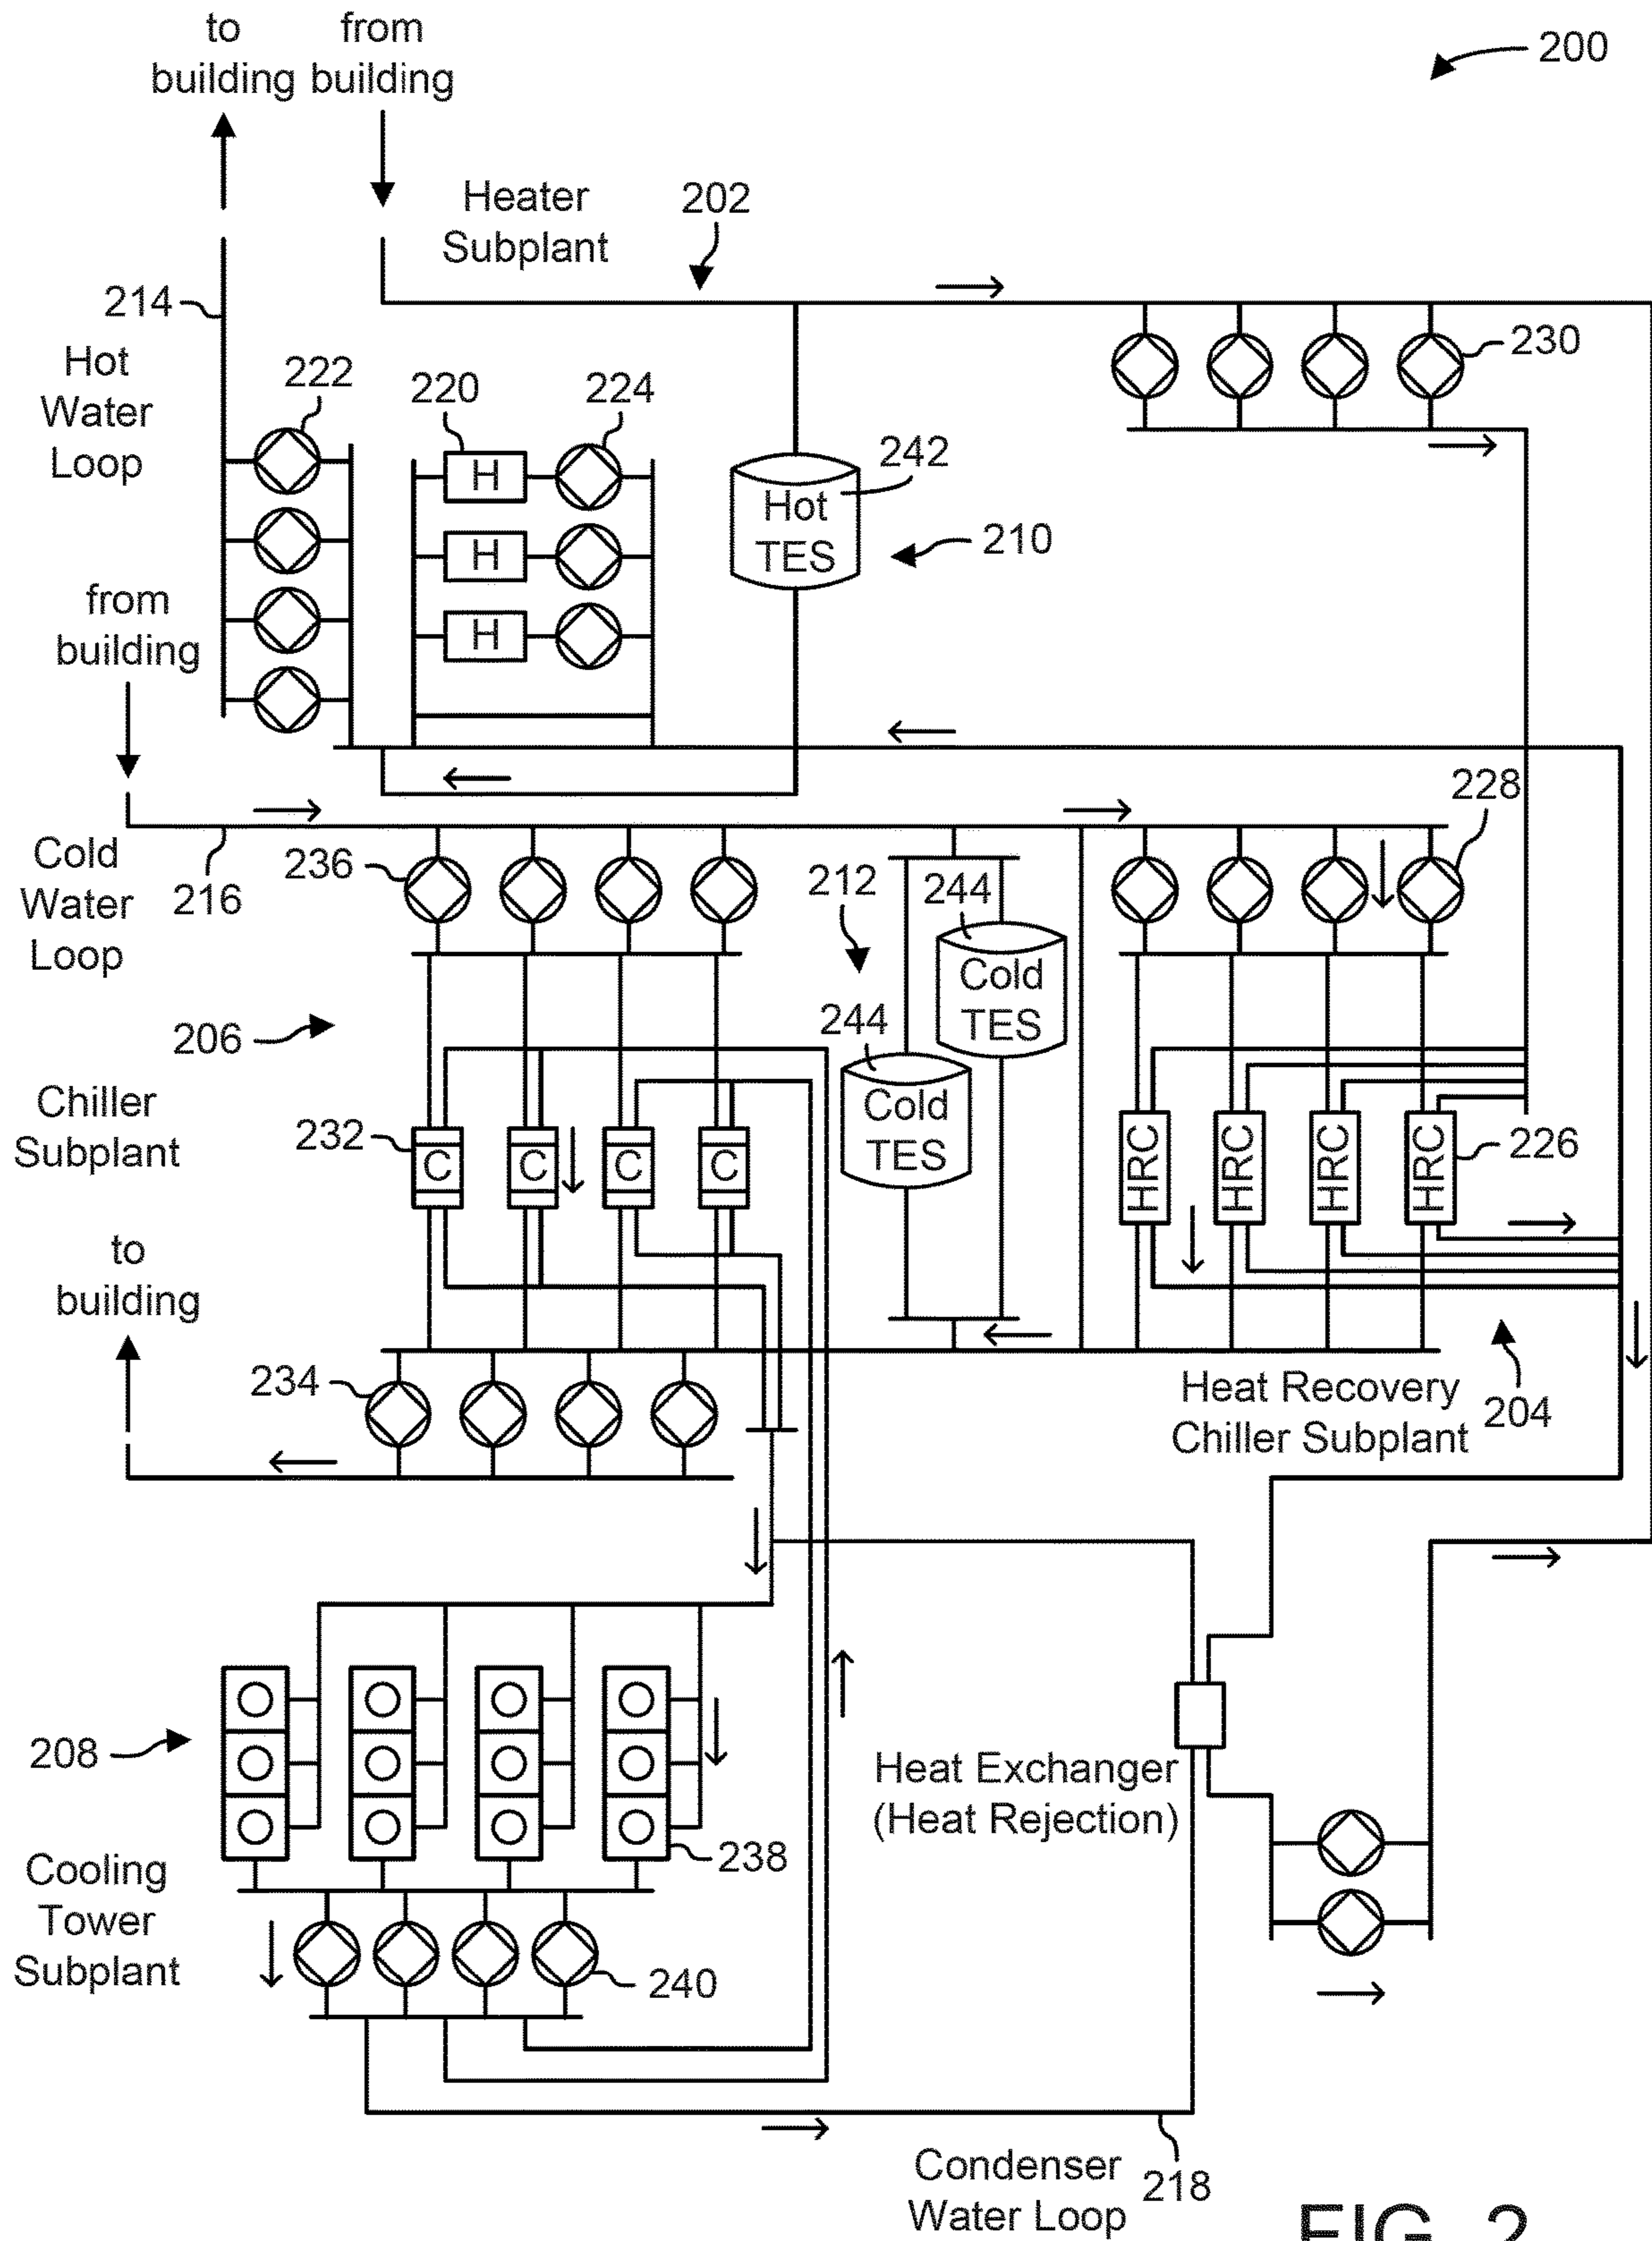 to
building
from
building
200
Heater
Subplant
202
214
Hot
Water
Loop
222
220
224
230
H
H
H
242
Hot
TES
210
from
building
228
Cold
Water
Loop
216
236
212
244
Cold
TES
244
Cold
TES
206
Chiller
Subplant
232
C
C
C
C
HRC
HRC
HRC
HRC
226
to
building
234
Heat Recovery
Chiller Subplant
204
208
Heat Exchanger
(Heat Rejection)
238
Cooling
Tower
Subplant
240
Condenser
Water Loop
218
FIG. 2